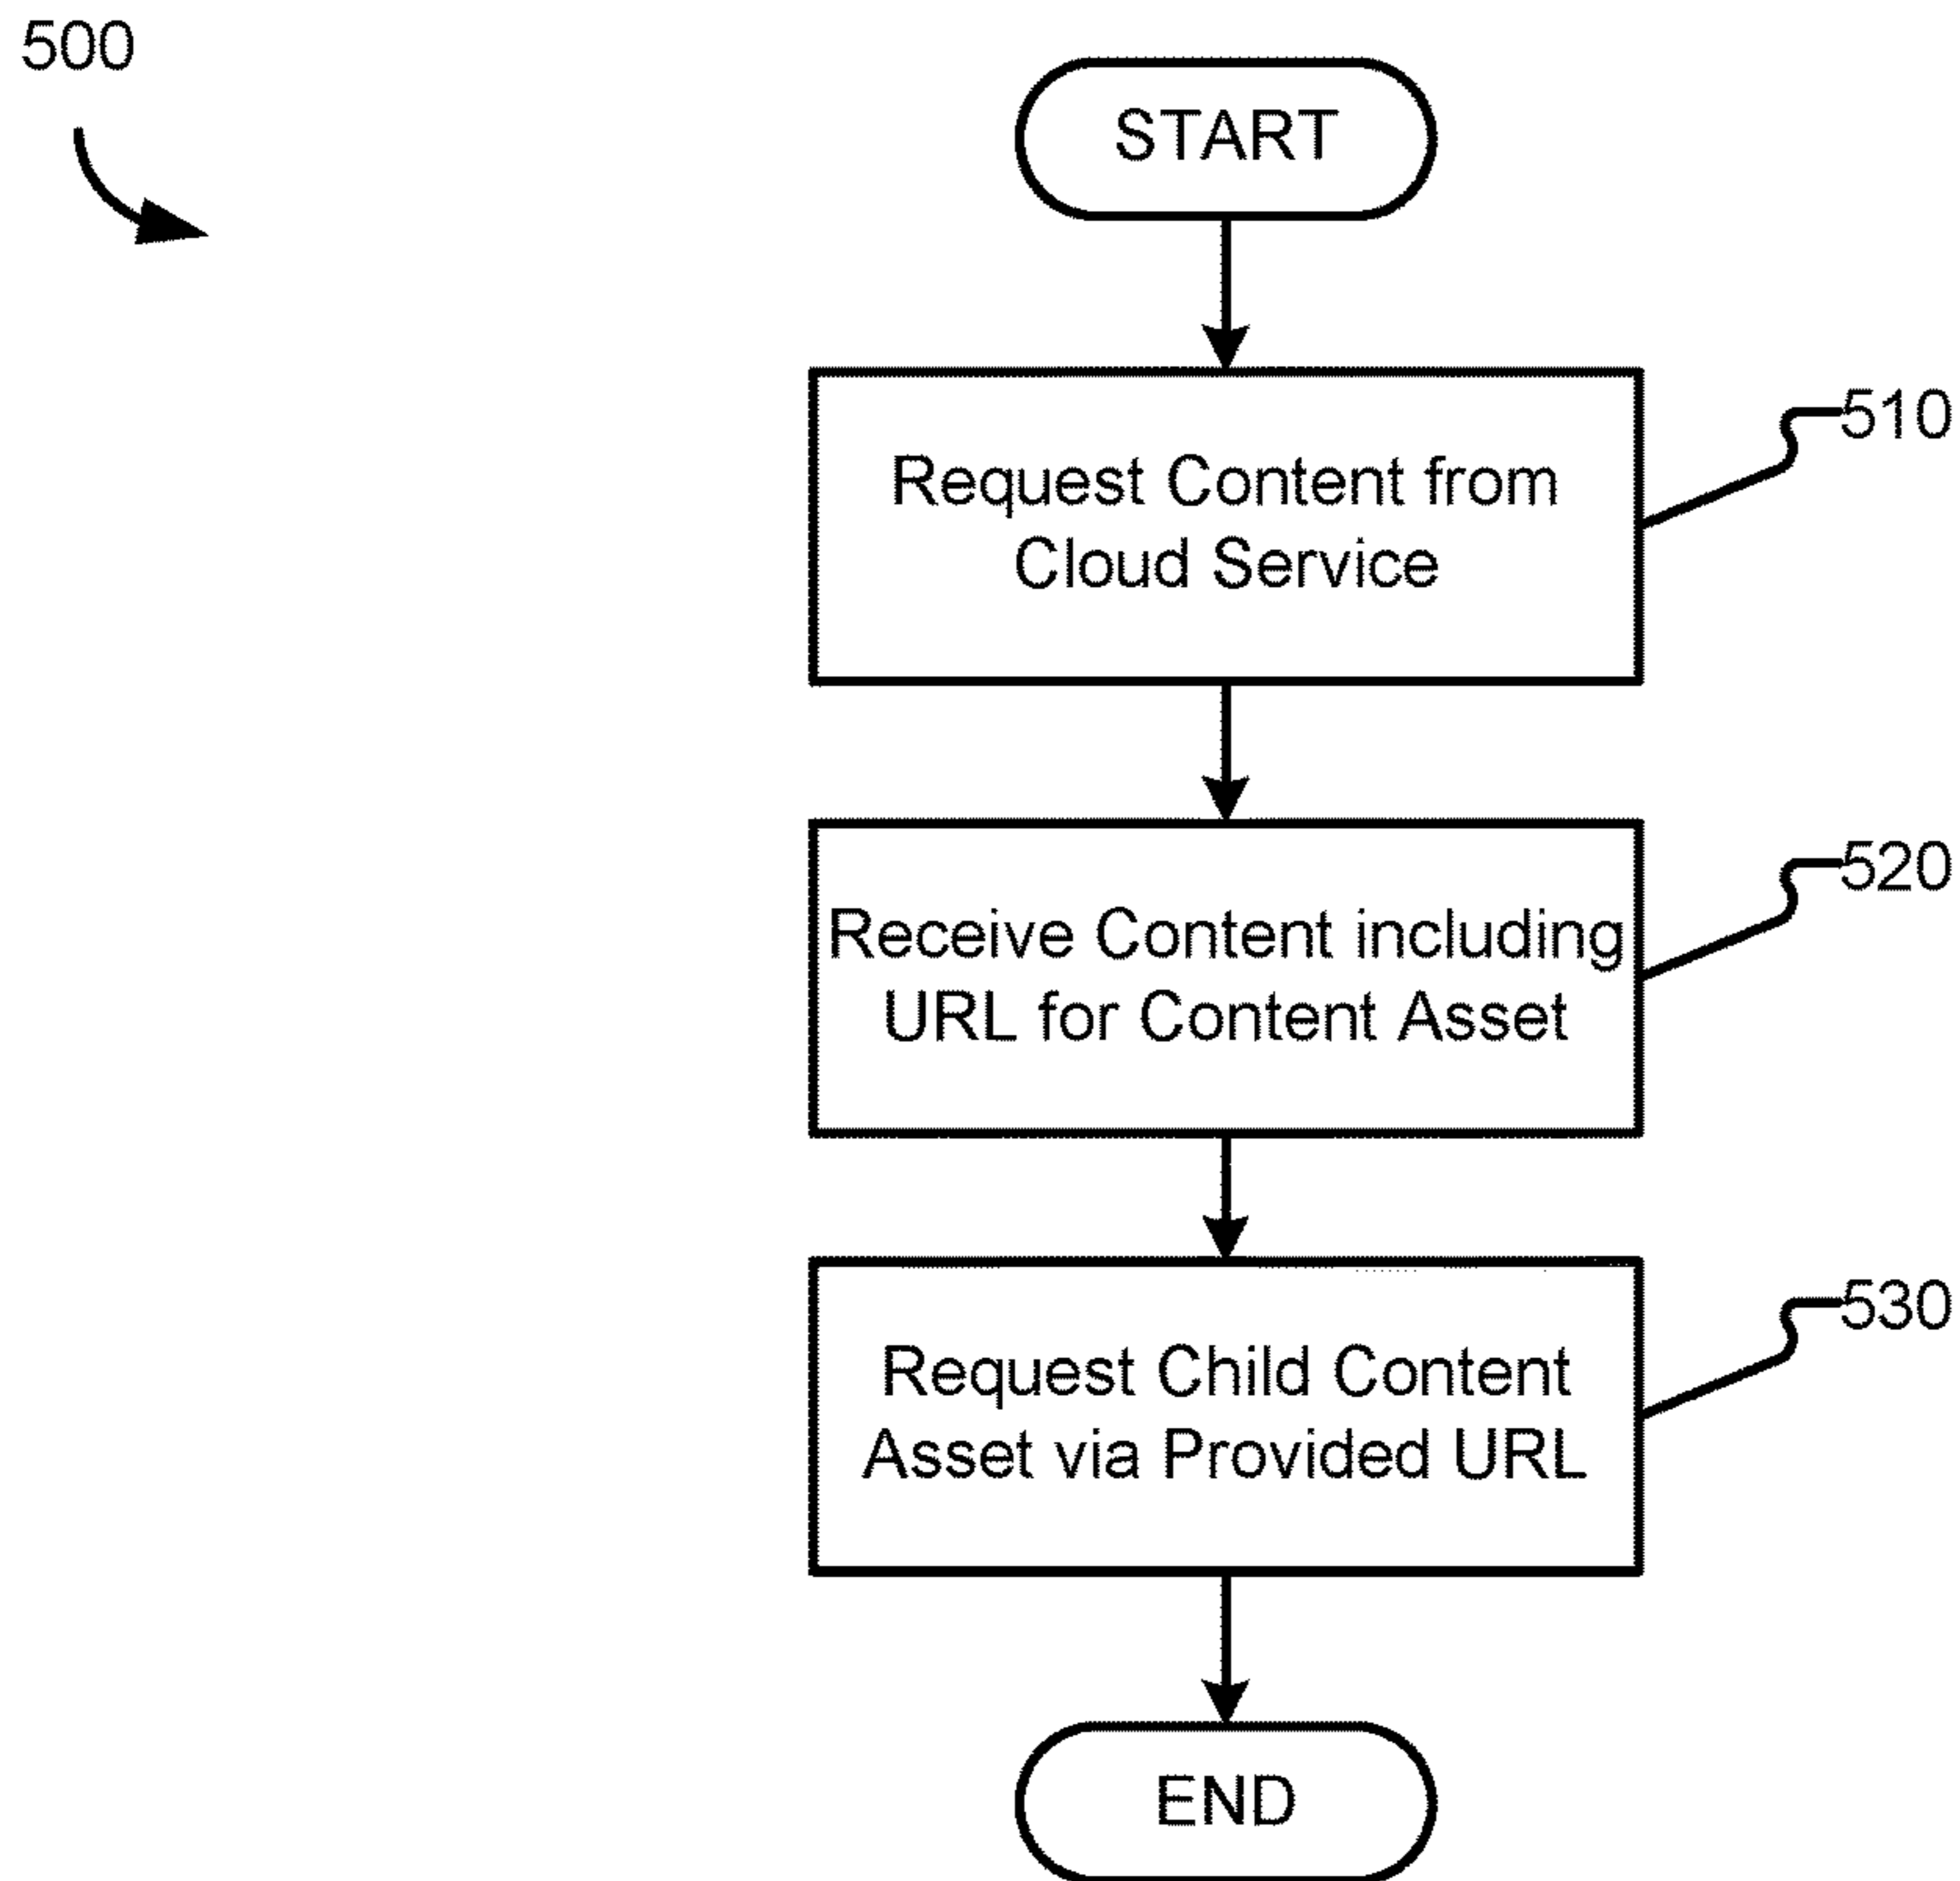 500
START
Request Content from
Cloud Service
510
Receive Content including
URL for Content Asset
520
Request Child Content
Asset via Provided URL
530
END